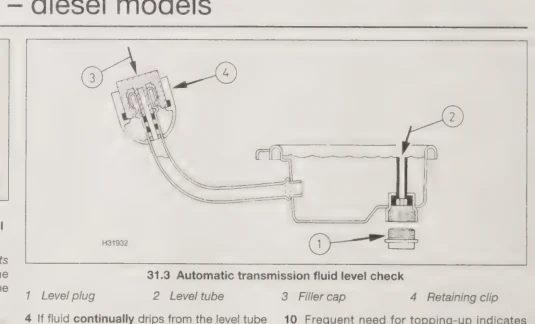 – diesel models
3
4
2
1
H31932
31.3 Automatic transmission fluid level check
1 Level plug 2 Level tube 3 Filler cap 4 Retaining clip
4 If fluid continually drips from the level tube
10 Frequent need for topping-up indicates